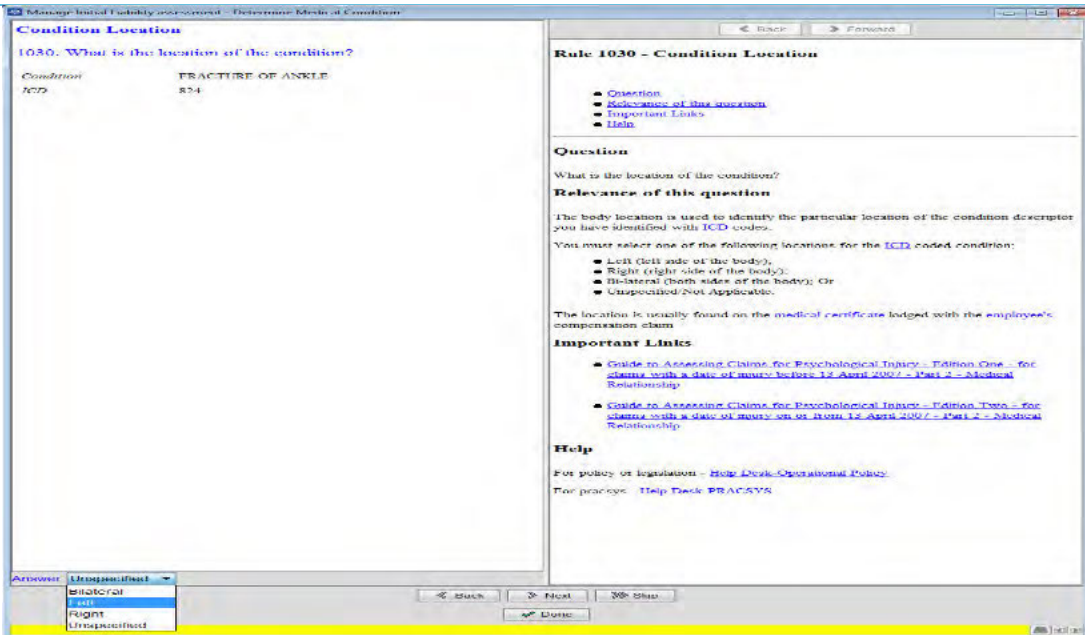 Manage Initial Liability assessment - Determine Medical Condition
Condition Location
1030. What is the location of the condition?
Condition FRACTURE OF ANKLE
ICD 824
Answer Unspecified
Bilateral
Left
Right
Unspecified
Back Forward
Rule 1030 - Condition Location
Question
Relevance of this question
Important Links
Help
Question
What is the location of the condition?
Relevance of this question
The body location is used to identify the particular location of the condition descriptor
you have identified with ICD codes.
You must select one of the following locations for the ICD coded condition:
Left (left side of the body);
Right (right side of the body);
Bi-lateral (both sides of the body); Or
Unspecified/Not Applicable.
The location is usually found on the medical certificate lodged with the employee's
compensation claim
Important Links
Guide to Assessing Claims for Psychological Injury - Edition One - for
claims with a date of injury before 13 April 2007 - Part 2 - Medical
Relationship
Guide to Assessing Claims for Psychological Injury - Edition Two - for
claims with a date of injury on or from 13 April 2007 - Part 2 - Medical
Relationship
Help
For policy or legislation - Help Desk-Operational Policy
For pracsys - Help Desk PRACSYS
Back Next Skip
Done